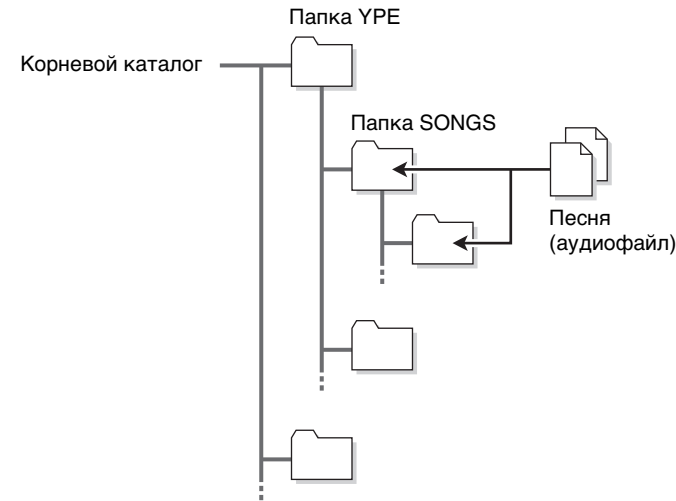 Папка YPE
Корневой каталог
Папка SONGS
Песня
(аудиофайл)